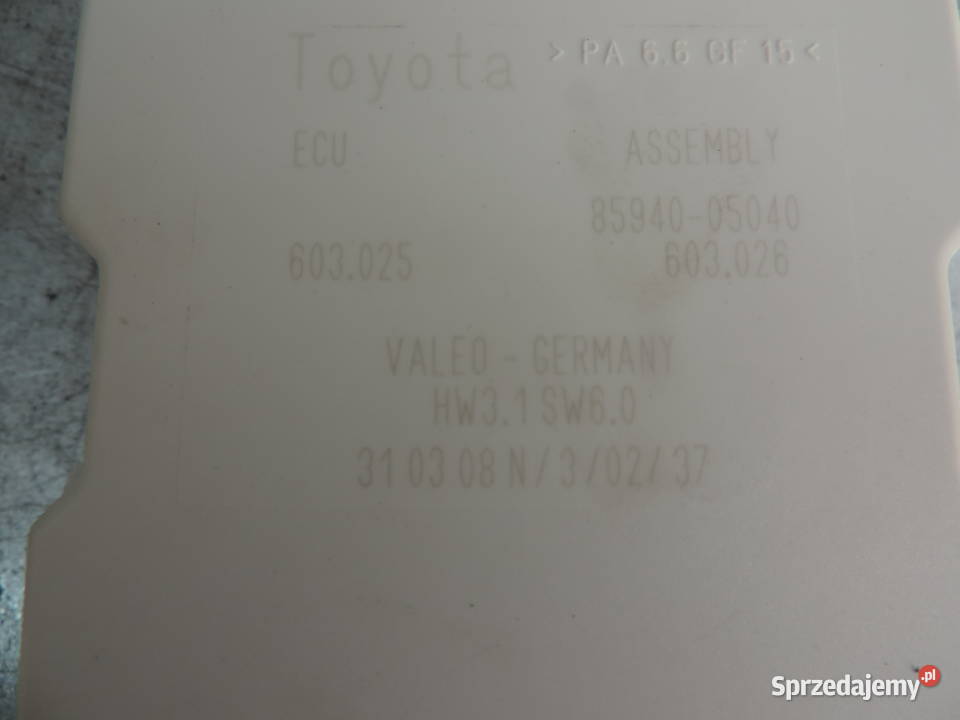 Toyota >PA 6.6 GF 15<
ECU ASSEMBLY
85940-05040
603.025 603.026
VALEO - GERMANY
HW3.1 SW6.0
31 03 08 N/3/02/37
Sprzedajemy.pl